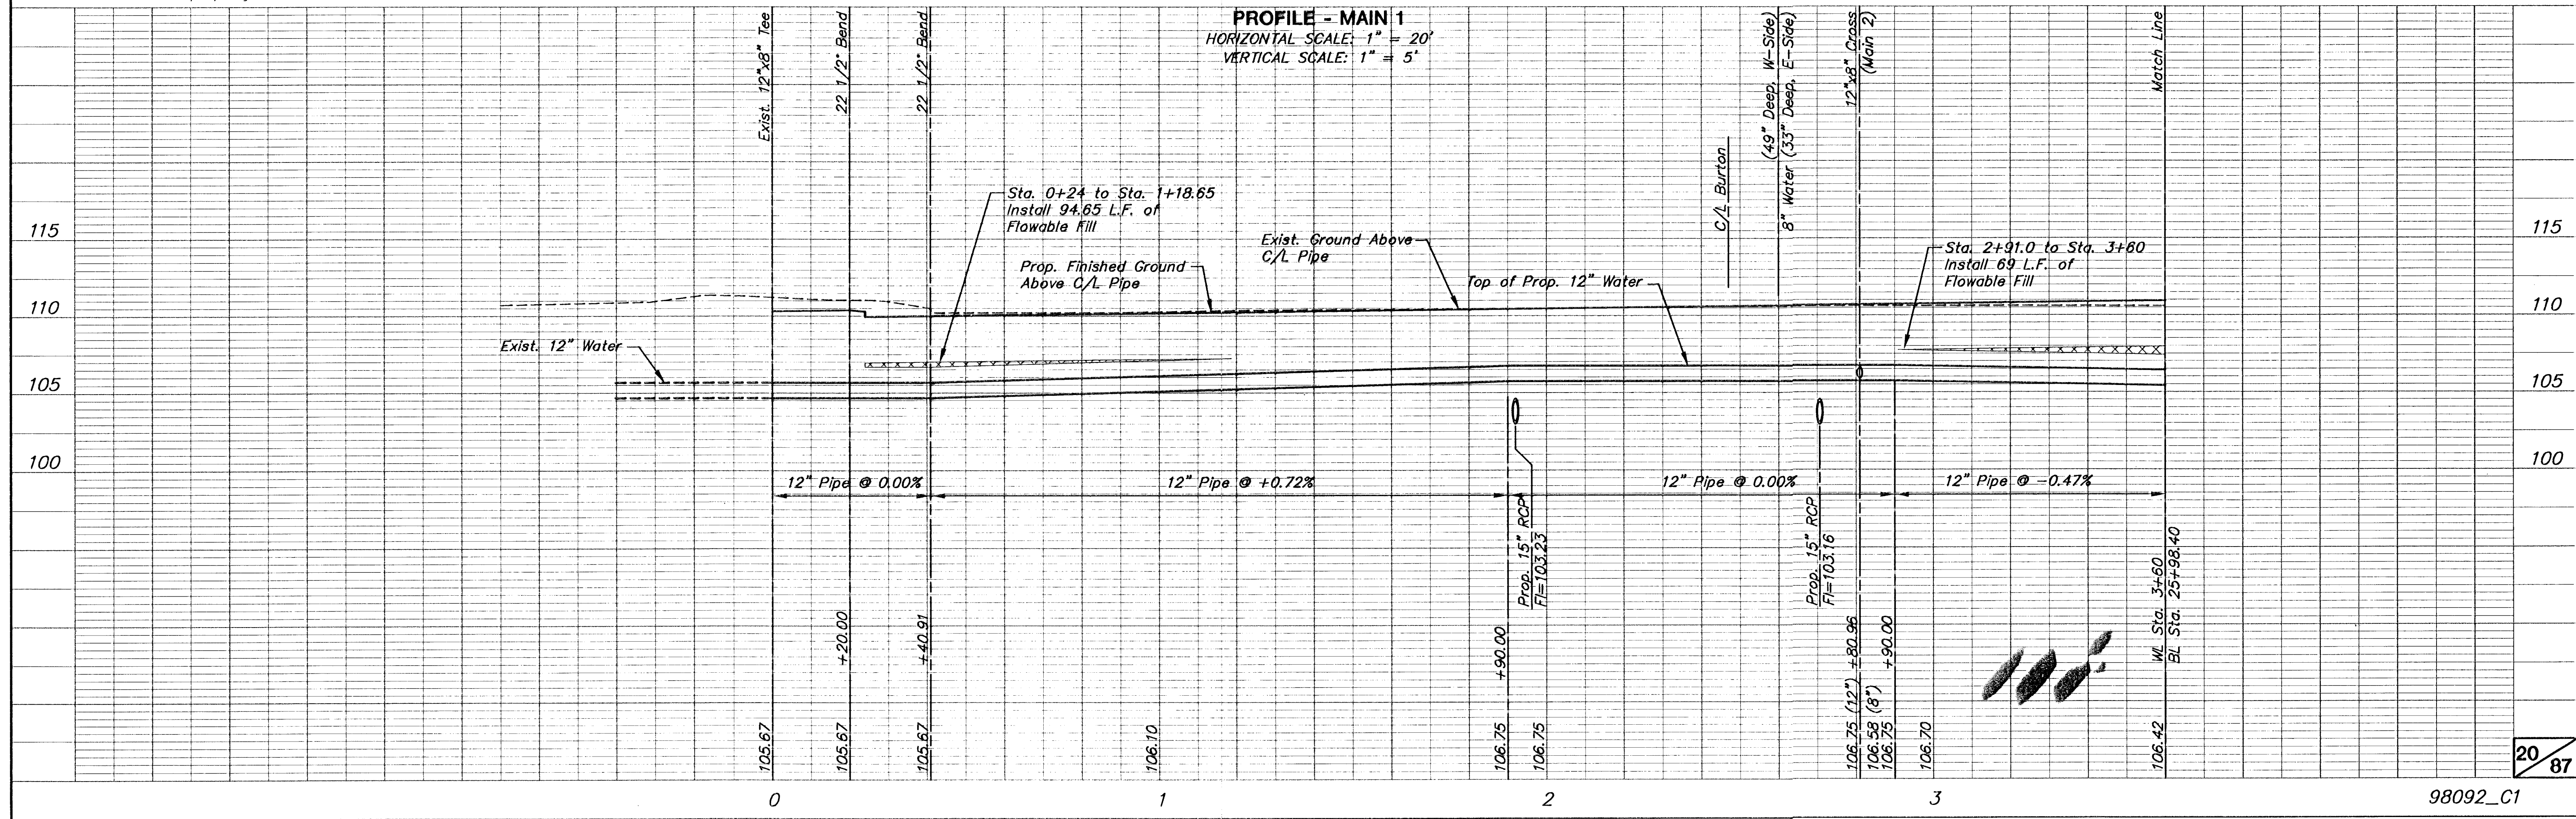 PROFILE - MAIN 1
HORIZONTAL SCALE: 1" = 20'
VERTICAL SCALE: 1" = 5'
Exist. 12"x8" Tee
22 1/2° Bend
22 1/2° Bend
C/L Burton
(49" Deep, W-Side)
8" Water (33" Deep, E-Side)
12"x8" Cross
(Main 2)
Match Line
115
110
105
100
115
110
105
100
Sta. 0+24 to Sta. 1+18.65
Install 94.65 L.F. of
Flowable Fill
Prop. Finished Ground
Above C/L Pipe
Exist. Ground Above
C/L Pipe
Top of Prop. 12" Water
Sta. 2+91.0 to Sta. 3+60
Install 69 L.F. of
Flowable Fill
Exist. 12" Water
12" Pipe @ 0.00%
12" Pipe @ +0.72%
12" Pipe @ 0.00%
12" Pipe @ -0.47%
Prop. 15" RCP
Fl=103.23
Prop. 15" RCP
Fl=103.16
+20.00
+40.91
+90.00
+80.96
+90.00
WL Sta. 3+60
BL Sta. 25+98.40
105.67
105.67
105.67
106.10
106.75
106.75
106.75 (12")
106.58 (8")
106.75
106.70
106.42
0
1
2
3
20/87
98092_C1